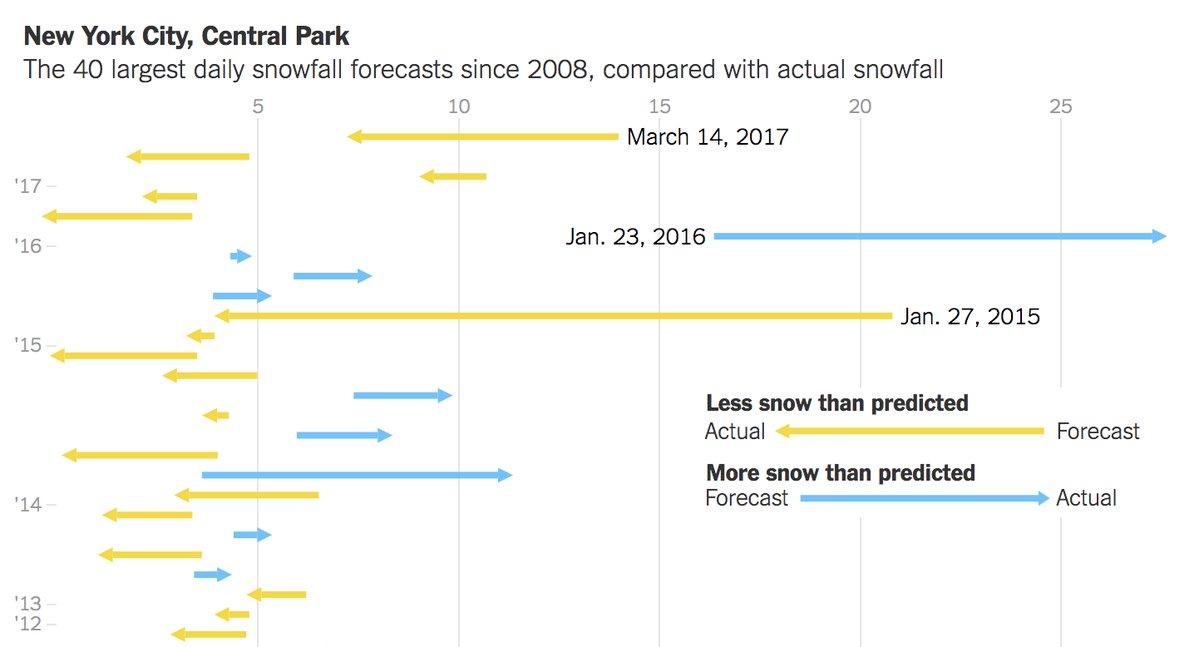 New York City, Central Park
The 40 largest daily snowfall forecasts since 2008, compared with actual snowfall
5 10 15 20 25
March 14, 2017
'17
Jan. 23, 2016
'16
Jan. 27, 2015
'15
Less snow than predicted
Actual Forecast
More snow than predicted
Forecast Actual
'14
'13
'12